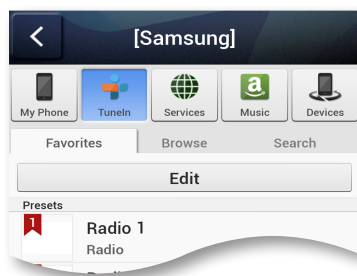 [Samsung]
a
My Phone TuneIn Services Music Devices
Favorites Browse Search
Edit
Presets
1
Radio 1
Radio